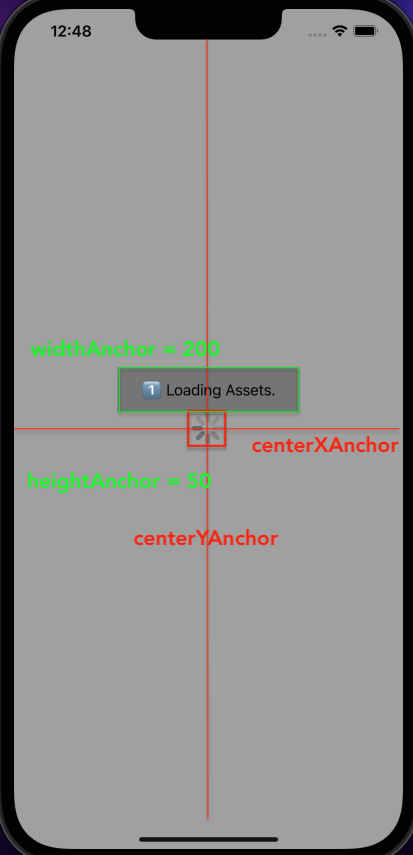 12:48
widthAnchor = 200
1️⃣ Loading Assets.
centerXAnchor
heightAnchor = 50
centerYAnchor